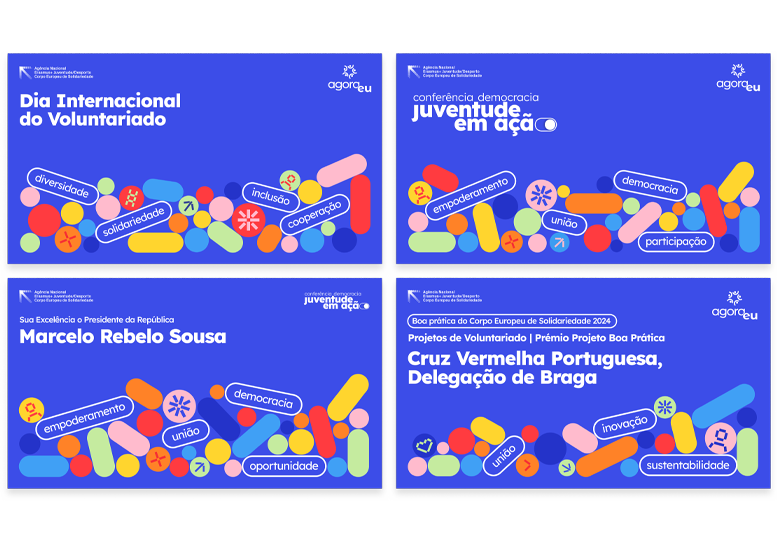 Agência Nacional
Erasmus+ Juventude/Desporto
Corpo Europeu de Solidariedade
agora eu
Dia Internacional
do Voluntariado
diversidade
solidariedade
inclusão
cooperação
Agência Nacional
Erasmus+ Juventude/Desporto
Corpo Europeu de Solidariedade
agora eu
conferência democracia
juventude
em ação
empoderamento
união
democracia
participação
Agência Nacional
Erasmus+ Juventude/Desporto
Corpo Europeu de Solidariedade
conferência democracia
juventude
em ação
Sua Excelência o Presidente da República
Marcelo Rebelo Sousa
empoderamento
união
democracia
oportunidade
Agência Nacional
Erasmus+ Juventude/Desporto
Corpo Europeu de Solidariedade
agora eu
Boa prática do Corpo Europeu de Solidariedade 2024
Projetos de Voluntariado | Prémio Projeto Boa Prática
Cruz Vermelha Portuguesa,
Delegação de Braga
união
inovação
sustentabilidade